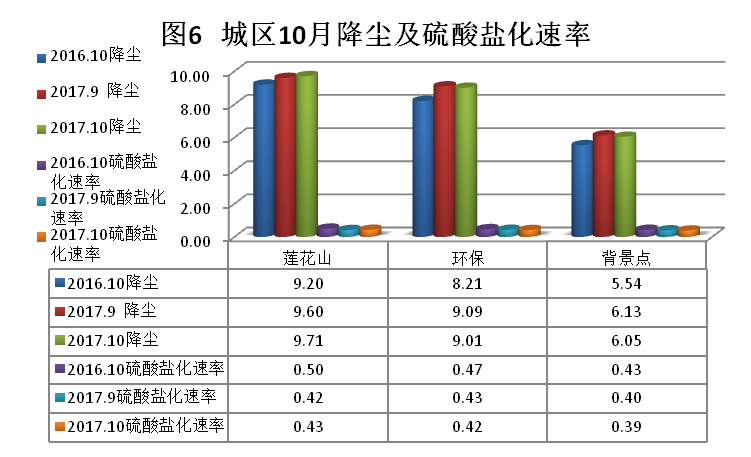 图6 城区10月降尘及硫酸盐化速率
2016.10降尘
2017.9 降尘
2017.10降尘
2016.10硫酸盐
化速率
2017.9硫酸盐化
速率
2017.10硫酸盐
化速率
10.00
8.00
6.00
4.00
2.00
0.00
莲花山 环保 背景点
2016.10降尘 9.20 8.21 5.54
2017.9 降尘 9.60 9.09 6.13
2017.10降尘 9.71 9.01 6.05
2016.10硫酸盐化速率 0.50 0.47 0.43
2017.9硫酸盐化速率 0.42 0.43 0.40
2017.10硫酸盐化速率 0.43 0.42 0.39